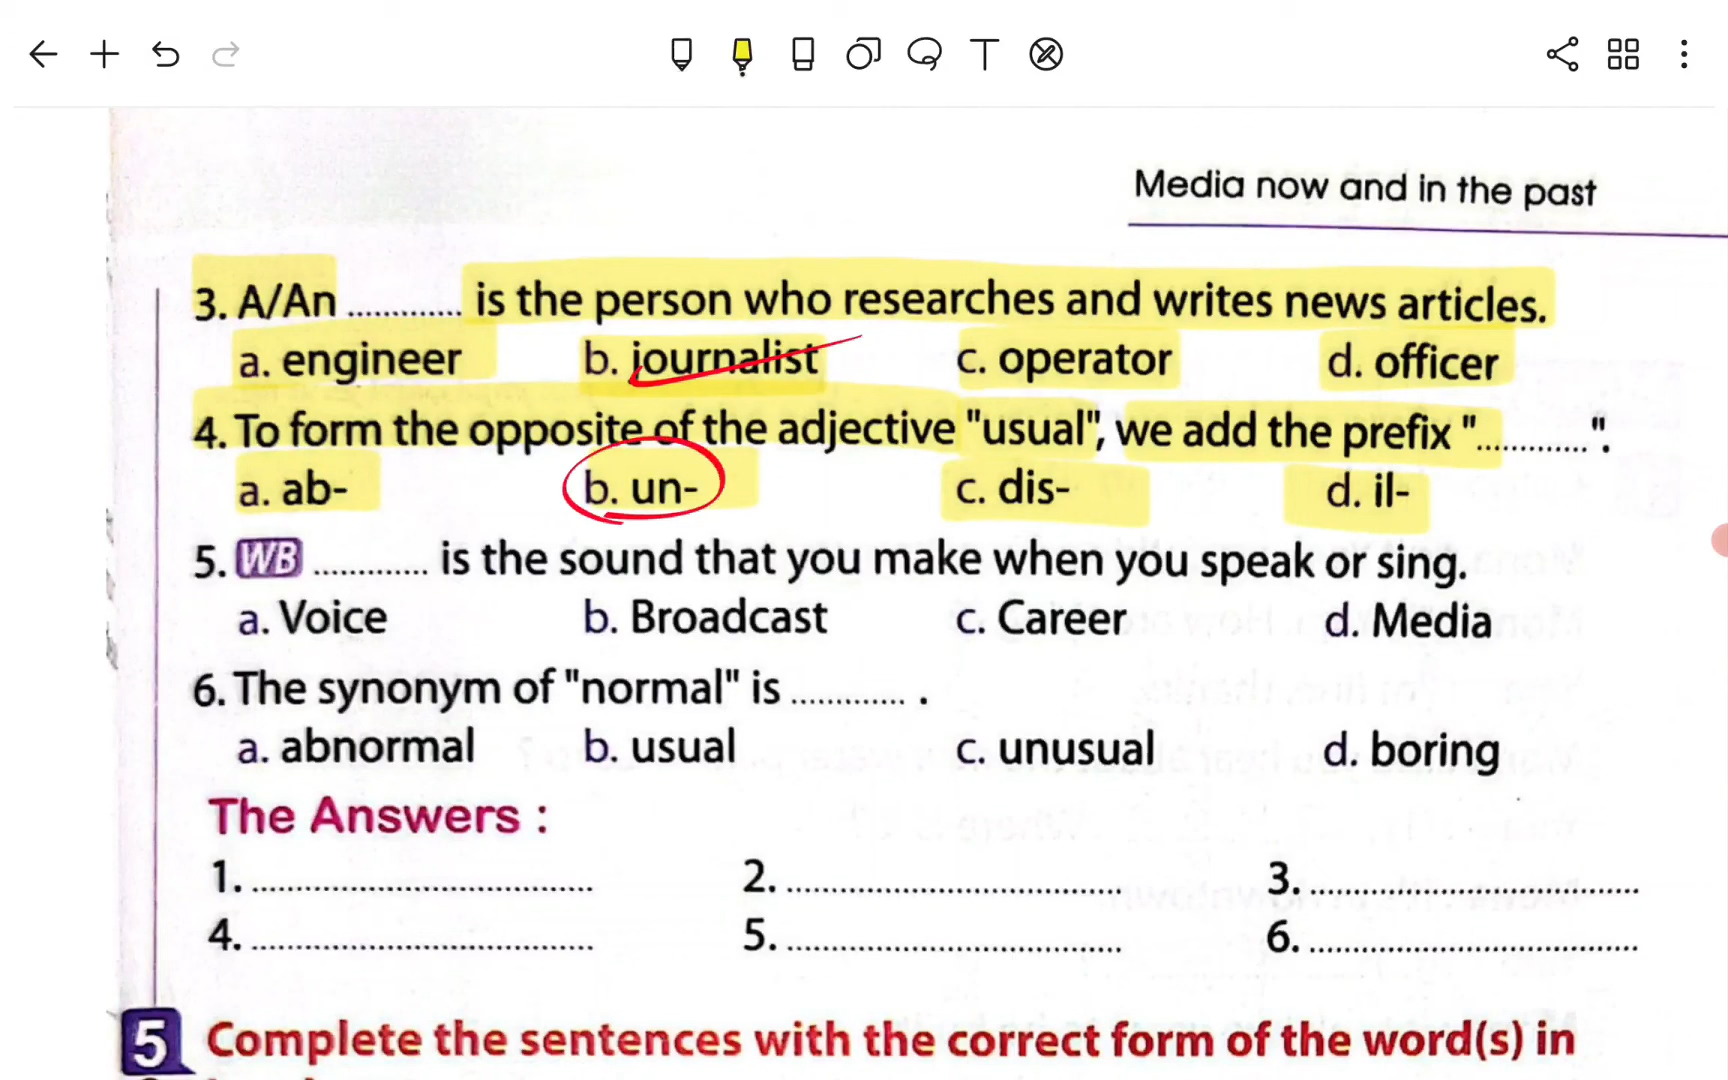 Media now and in the past
3. A/An ............. is the person who researches and writes news articles.
a. engineer b. journalist c. operator d. officer
4. To form the opposite of the adjective "usual", we add the prefix "............".
a. ab- b. un- c. dis- d. il-
5. WB ............. is the sound that you make when you speak or sing.
a. Voice b. Broadcast c. Career d. Media
6. The synonym of "normal" is ............. .
a. abnormal b. usual c. unusual d. boring
The Answers :
1. ............. 2. ............. 3. .............
4. ............. 5. ............. 6. .............
5 Complete the sentences with the correct form of the word(s) in